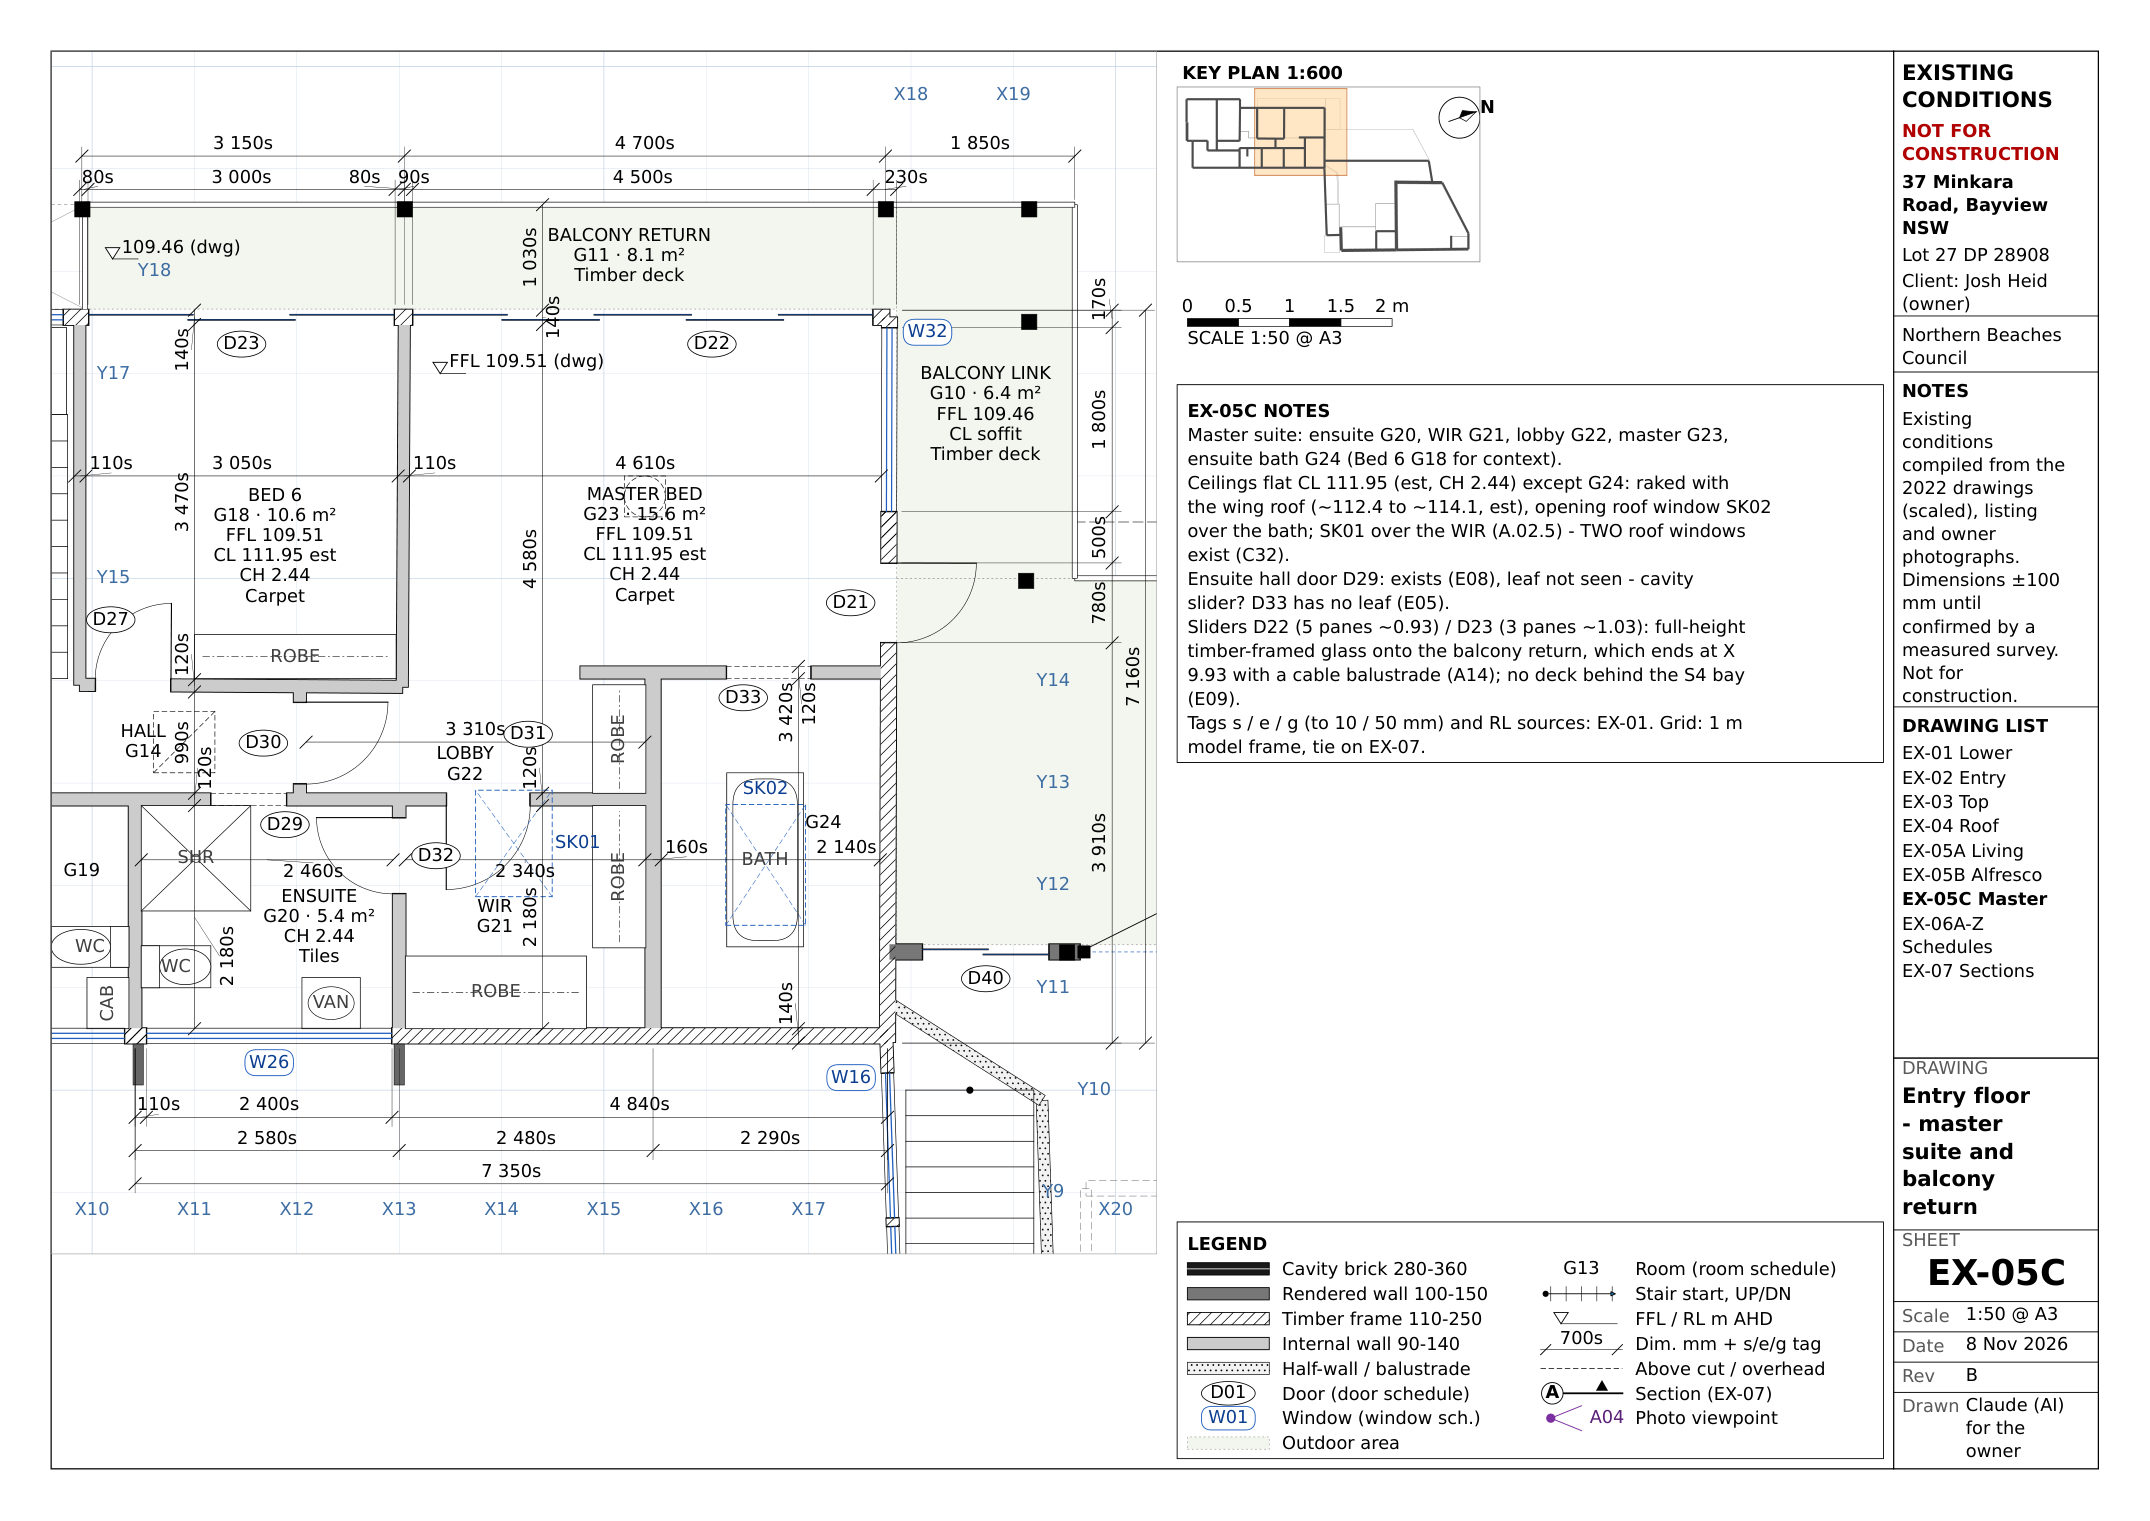 X18
X19
3 150s
4 700s
1 850s
80s
3 000s
80s
90s
4 500s
230s
109.46 (dwg)
Y18
1 030s
BALCONY RETURN
G11 · 8.1 m²
Timber deck
170s
140s
140s
D23
D22
W32
Y17
FFL 109.51 (dwg)
BALCONY LINK
G10 · 6.4 m²
FFL 109.46
CL soffit
Timber deck
1 800s
110s
3 050s
110s
4 610s
3 470s
BED 6
G18 · 10.6 m²
FFL 109.51
CL 111.95 est
CH 2.44
Carpet
MASTER BED
G23 · 15.6 m²
FFL 109.51
CL 111.95 est
CH 2.44
Carpet
4 580s
500s
Y15
D27
D21
780s
120s
ROBE
Y14
7 160s
D33
3 420s
120s
HALL
G14
990s
120s
D30
3 310s
D31
LOBBY
G22
120s
ROBE
Y13
SK02
G24
D29
SHR
G19
2 460s
D32
SK01
2 340s
ROBE
160s
BATH
2 140s
3 910s
Y12
ENSUITE
G20 · 5.4 m²
CH 2.44
Tiles
WIR
G21
2 180s
2 180s
WC
WC
CAB
VAN
ROBE
140s
D40
Y11
W26
W16
Y10
110s
2 400s
4 840s
2 580s
2 480s
2 290s
7 350s
Y9
X10
X11
X12
X13
X14
X15
X16
X17
X20
KEY PLAN 1:600
N
0 0.5 1 1.5 2 m
SCALE 1:50 @ A3
EX-05C NOTES
Master suite: ensuite G20, WIR G21, lobby G22, master G23,
ensuite bath G24 (Bed 6 G18 for context).
Ceilings flat CL 111.95 (est, CH 2.44) except G24: raked with
the wing roof (~112.4 to ~114.1, est), opening roof window SK02
over the bath; SK01 over the WIR (A.02.5) - TWO roof windows
exist (C32).
Ensuite hall door D29: exists (E08), leaf not seen - cavity
slider? D33 has no leaf (E05).
Sliders D22 (5 panes ~0.93) / D23 (3 panes ~1.03): full-height
timber-framed glass onto the balcony return, which ends at X
9.93 with a cable balustrade (A14); no deck behind the S4 bay
(E09).
Tags s / e / g (to 10 / 50 mm) and RL sources: EX-01. Grid: 1 m
model frame, tie on EX-07.
LEGEND
Cavity brick 280-360
Rendered wall 100-150
Timber frame 110-250
Internal wall 90-140
Half-wall / balustrade
D01 Door (door schedule)
W01 Window (window sch.)
Outdoor area
G13 Room (room schedule)
Stair start, UP/DN
FFL / RL m AHD
700s Dim. mm + s/e/g tag
Above cut / overhead
A Section (EX-07)
A04 Photo viewpoint
EXISTING
CONDITIONS
NOT FOR
CONSTRUCTION
37 Minkara
Road, Bayview
NSW
Lot 27 DP 28908
Client: Josh Heid
(owner)
Northern Beaches
Council
NOTES
Existing
conditions
compiled from the
2022 drawings
(scaled), listing
and owner
photographs.
Dimensions ±100
mm until
confirmed by a
measured survey.
Not for
construction.
DRAWING LIST
EX-01 Lower
EX-02 Entry
EX-03 Top
EX-04 Roof
EX-05A Living
EX-05B Alfresco
EX-05C Master
EX-06A-Z
Schedules
EX-07 Sections
DRAWING
Entry floor
- master
suite and
balcony
return
SHEET
EX-05C
Scale 1:50 @ A3
Date 8 Nov 2026
Rev B
Drawn Claude (AI)
for the
owner